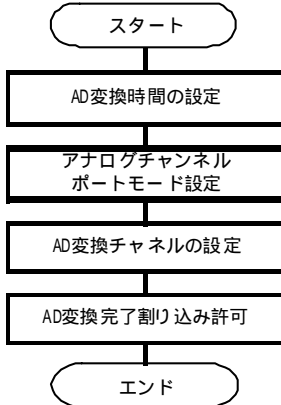 スタート
AD変換時間の設定
アナログチャンネル
ポートモード設定
AD変換チャネルの設定
AD変換完了割り込み許可
エンド